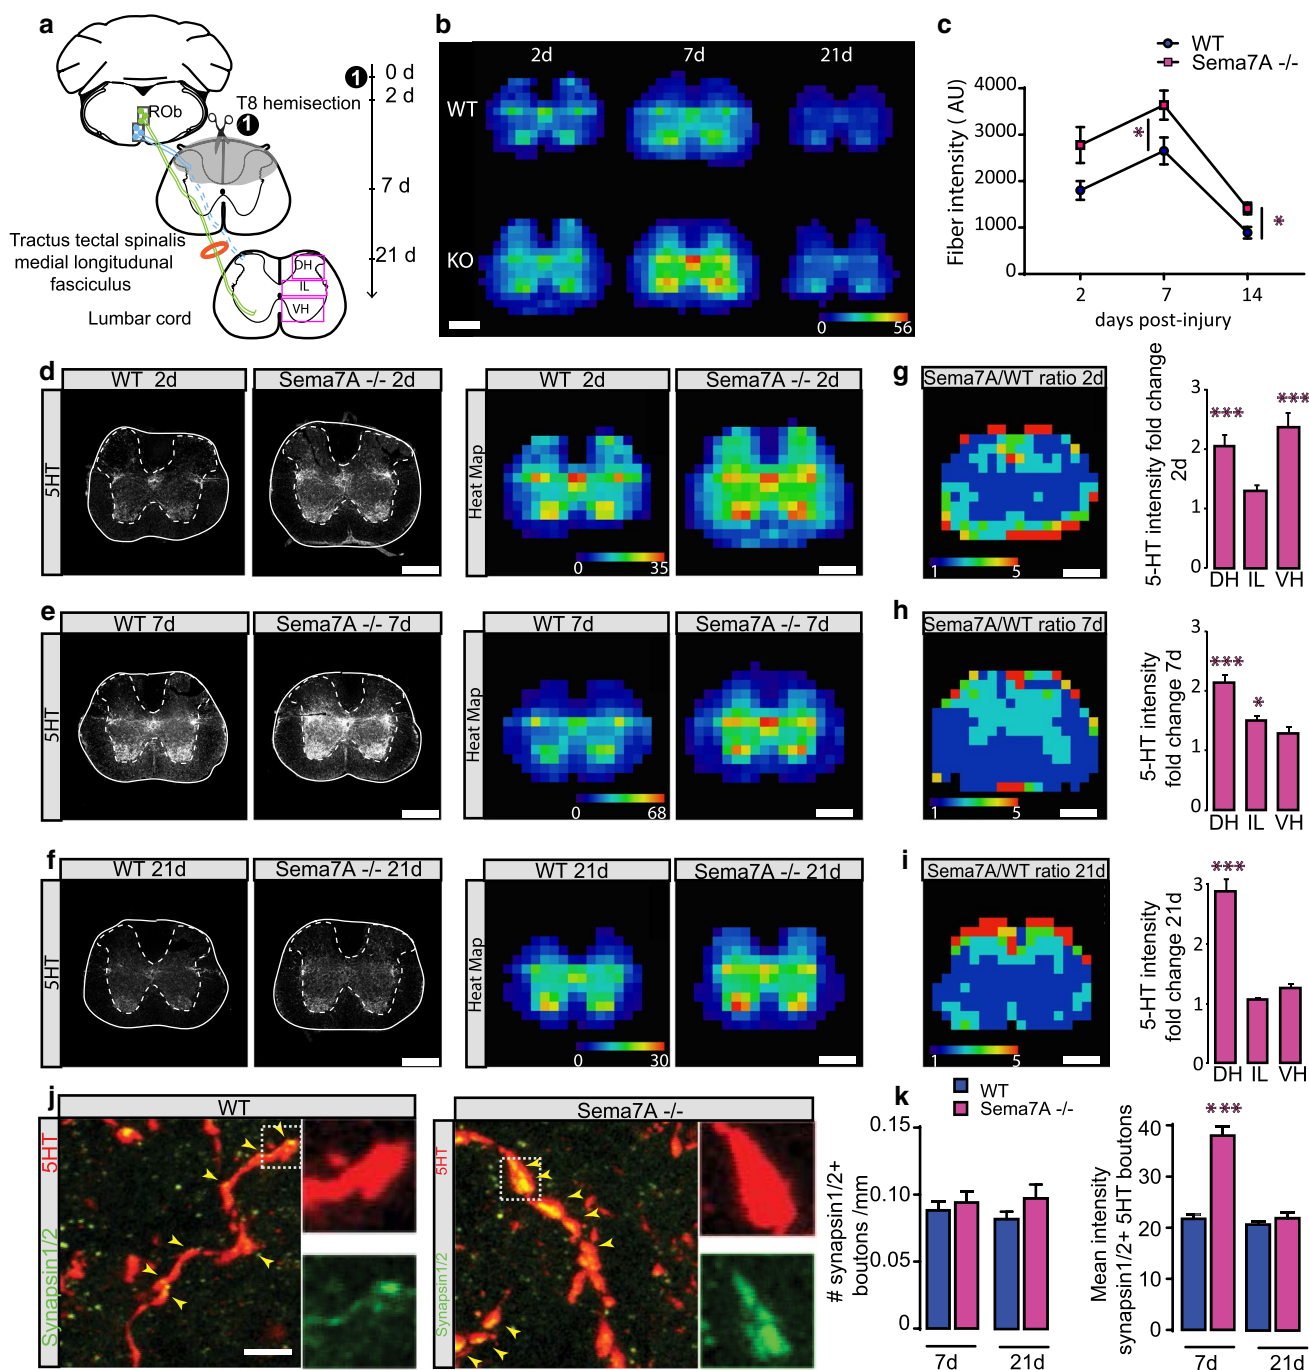 a
ROb
1
T8 hemisection
1
0 d
2 d
7 d
21 d
Tractus tectal spinalis
medial longitudunal
fasciculus
Lumbar cord
DH
IL
VH
b
2d
7d
21d
WT
KO
0
56
c
WT
Sema7A -/-
Fiber intensity ( AU)
4000
3000
2000
1000
0
*
*
2
7
14
days post-injury
d
WT 2d
Sema7A -/- 2d
5HT
Heat Map
WT 2d
Sema7A -/- 2d
0
35
g
Sema7A/WT ratio 2d
1
5
5-HT intensity fold change
2d
3
2
1
0
***
***
DH
IL
VH
e
WT 7d
Sema7A -/- 7d
5HT
Heat Map
WT 7d
Sema7A -/- 7d
0
68
h
Sema7A/WT ratio 7d
1
5
5-HT intensity
fold change 7d
3
2
1
0
***
*
DH
IL
VH
f
WT 21d
Sema7A -/- 21d
5HT
Heat Map
WT 21d
Sema7A -/- 21d
0
30
i
Sema7A/WT ratio 21d
1
5
5-HT intensity
fold change 21d
3
2
1
0
***
DH
IL
VH
j
WT
Sema7A -/-
Synapsin1/2
5HT
Synapsin1/2
5HT
k
WT
Sema7A -/-
# synapsin1/2+
boutons /mm
0.15
0.10
0.05
0
7d
21d
Mean intensity
synapsin1/2+ 5HT boutons
40
30
20
10
0
***
7d
21d